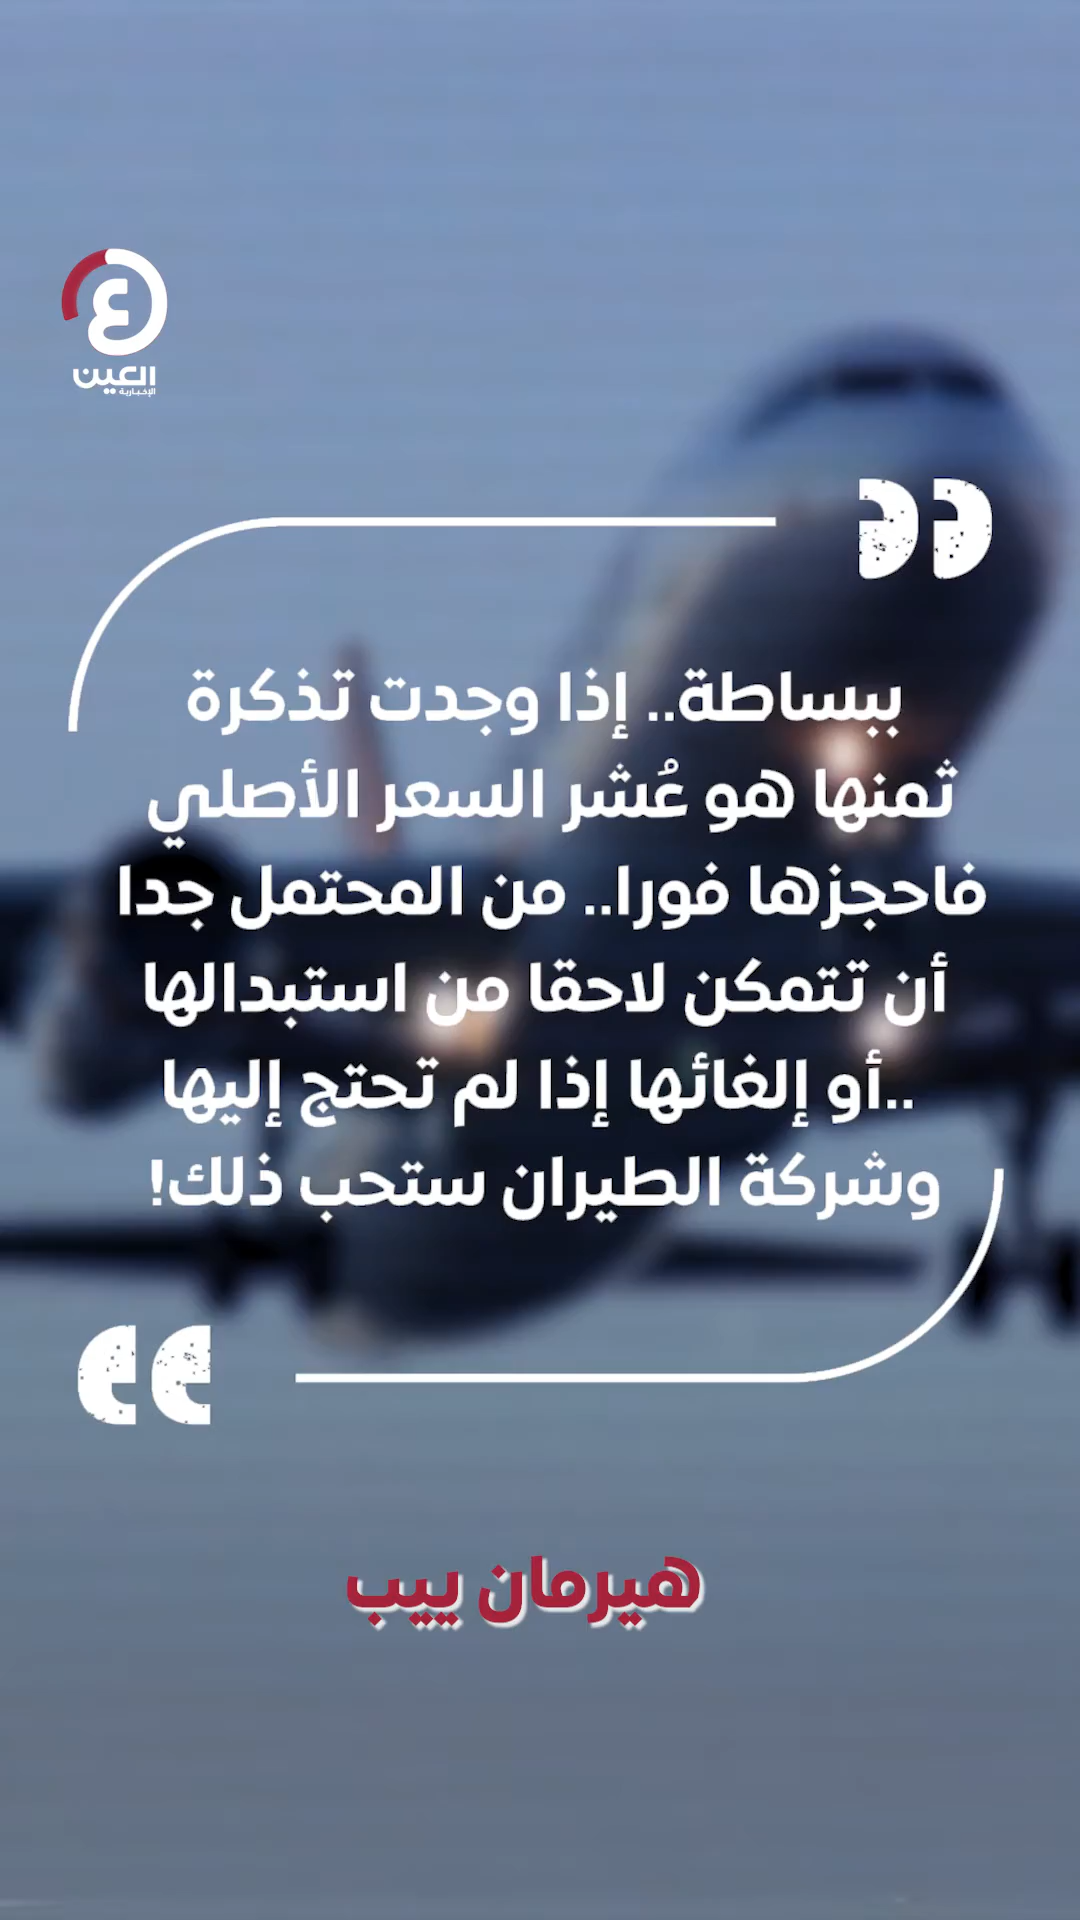 العين
الإخبارية
ببساطة.. إذا وجدت تذكرة
ثمنها هو عُشر السعر الأصلي
فاحجزها فورا.. من المحتمل جدا
أن تتمكن لاحقا من استبدالها
أو إلغائها إذا لم تحتج إليها..
وشركة الطيران ستحب ذلك!
هيرمان ييب